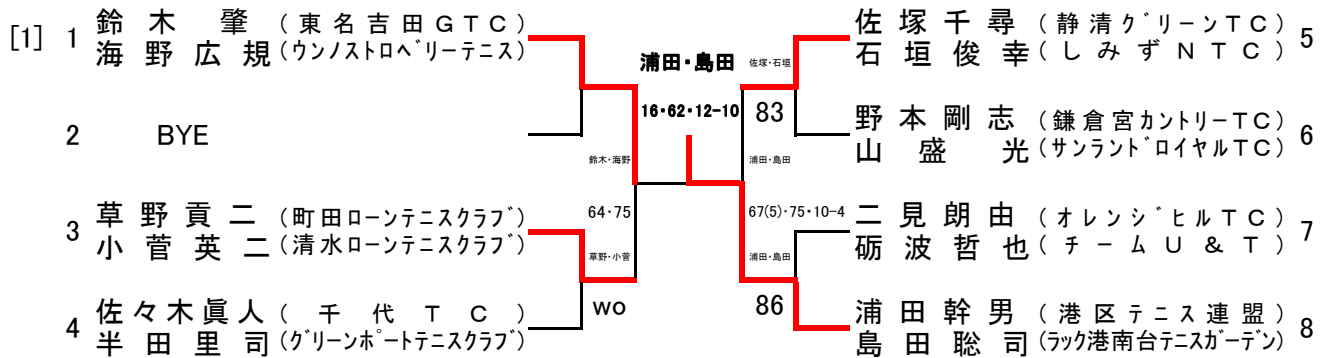 [1] 1 鈴木 肇 (東名吉田GTC)
海野広規 (ウンノストロベリーテニス)
2 BYE
3 草野貢二 (町田ローンテニスクラブ)
小菅英二 (清水ローンテニスクラブ)
4 佐々木眞人 (千代TC)
半田里司 (グリーンポートテニスクラブ)
鈴木・海野
64・75
草野・小菅
wo
浦田・島田
16・62・12-10
佐塚・石垣
83
浦田・島田
67(5)・75・10-4
浦田・島田
86
佐塚千尋 (静清グリーンTC) 5
石垣俊幸 (しみずNTC)
野本剛志 (鎌倉宮カントリーTC) 6
山盛 光 (サンランドロイヤルTC)
二見朗由 (オレンジヒルTC) 7
砺波哲也 (チームU&T)
浦田幹男 (港区テニス連盟) 8
島田聡司 (ラック港南台テニスガーデン)